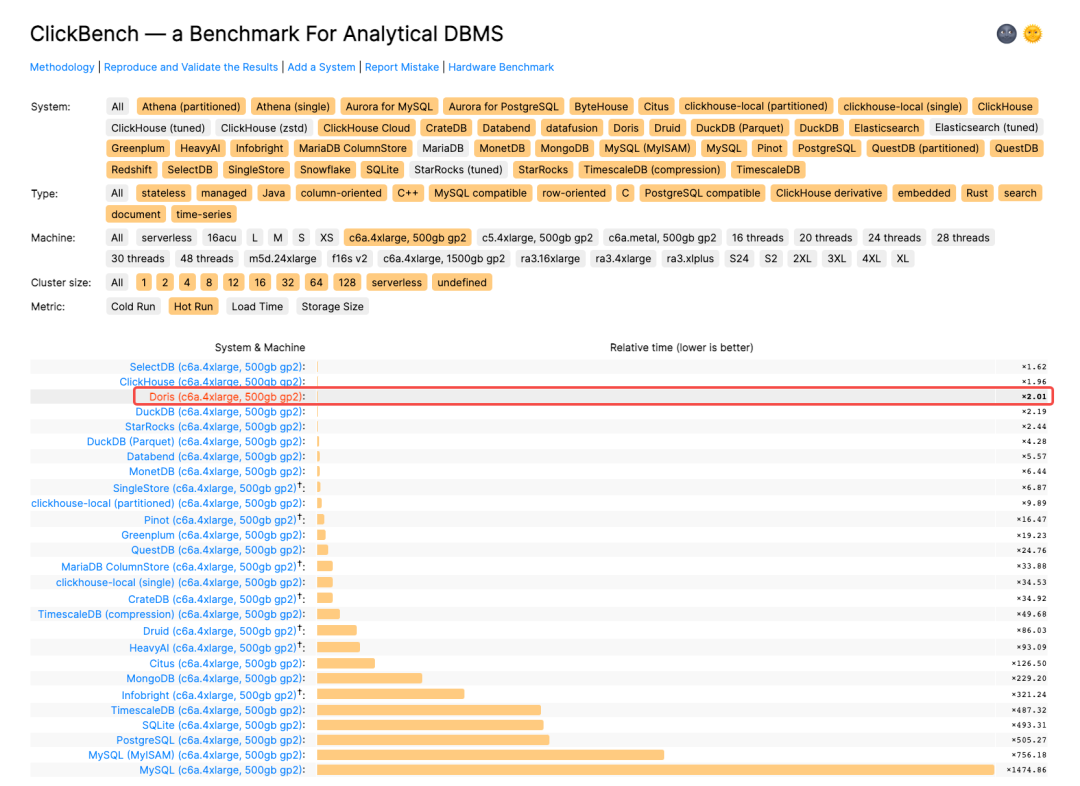 ClickBench — a Benchmark For Analytical DBMS
Methodology | Reproduce and Validate the Results | Add a System | Report Mistake | Hardware Benchmark
System: All Athena (partitioned) Athena (single) Aurora for MySQL Aurora for PostgreSQL ByteHouse Citus clickhouse-local (partitioned) clickhouse-local (single) ClickHouse
ClickHouse (tuned) ClickHouse (zstd) ClickHouse Cloud CrateDB Databend datafusion Doris Druid DuckDB (Parquet) DuckDB Elasticsearch Elasticsearch (tuned)
Greenplum HeavyAI Infobright MariaDB ColumnStore MariaDB MonetDB MongoDB MySQL (MyISAM) MySQL Pinot PostgreSQL QuestDB (partitioned) QuestDB
Redshift SelectDB SingleStore Snowflake SQLite StarRocks (tuned) StarRocks TimescaleDB (compression) TimescaleDB
Type: All stateless managed Java column-oriented C++ MySQL compatible row-oriented C PostgreSQL compatible ClickHouse derivative embedded Rust search
document time-series
Machine: All serverless 16acu L M S XS c6a.4xlarge, 500gb gp2 c5.4xlarge, 500gb gp2 c6a.metal, 500gb gp2 16 threads 20 threads 24 threads 28 threads
30 threads 48 threads m5d.24xlarge f16s v2 c6a.4xlarge, 1500gb gp2 ra3.16xlarge ra3.4xlarge ra3.xlplus S24 S2 2XL 3XL 4XL XL
Cluster size: All 1 2 4 8 12 16 32 64 128 serverless undefined
Metric: Cold Run Hot Run Load Time Storage Size
System & Machine Relative time (lower is better)
SelectDB (c6a.4xlarge, 500gb gp2): ×1.62
ClickHouse (c6a.4xlarge, 500gb gp2): ×1.96
Doris (c6a.4xlarge, 500gb gp2): ×2.01
DuckDB (c6a.4xlarge, 500gb gp2): ×2.19
StarRocks (c6a.4xlarge, 500gb gp2): ×2.44
DuckDB (Parquet) (c6a.4xlarge, 500gb gp2): ×4.28
Databend (c6a.4xlarge, 500gb gp2): ×5.57
MonetDB (c6a.4xlarge, 500gb gp2): ×6.44
SingleStore (c6a.4xlarge, 500gb gp2)†: ×6.87
clickhouse-local (partitioned) (c6a.4xlarge, 500gb gp2): ×9.89
Pinot (c6a.4xlarge, 500gb gp2)†: ×16.47
Greenplum (c6a.4xlarge, 500gb gp2): ×19.23
QuestDB (c6a.4xlarge, 500gb gp2): ×24.76
MariaDB ColumnStore (c6a.4xlarge, 500gb gp2)†: ×33.88
clickhouse-local (single) (c6a.4xlarge, 500gb gp2): ×34.53
CrateDB (c6a.4xlarge, 500gb gp2)†: ×34.92
TimescaleDB (compression) (c6a.4xlarge, 500gb gp2): ×49.68
Druid (c6a.4xlarge, 500gb gp2)†: ×86.03
HeavyAI (c6a.4xlarge, 500gb gp2)†: ×93.09
Citus (c6a.4xlarge, 500gb gp2): ×126.50
MongoDB (c6a.4xlarge, 500gb gp2): ×229.20
Infobright (c6a.4xlarge, 500gb gp2)†: ×321.24
TimescaleDB (c6a.4xlarge, 500gb gp2): ×487.32
SQLite (c6a.4xlarge, 500gb gp2): ×493.31
PostgreSQL (c6a.4xlarge, 500gb gp2): ×505.27
MySQL (MyISAM) (c6a.4xlarge, 500gb gp2): ×756.18
MySQL (c6a.4xlarge, 500gb gp2): ×1474.86